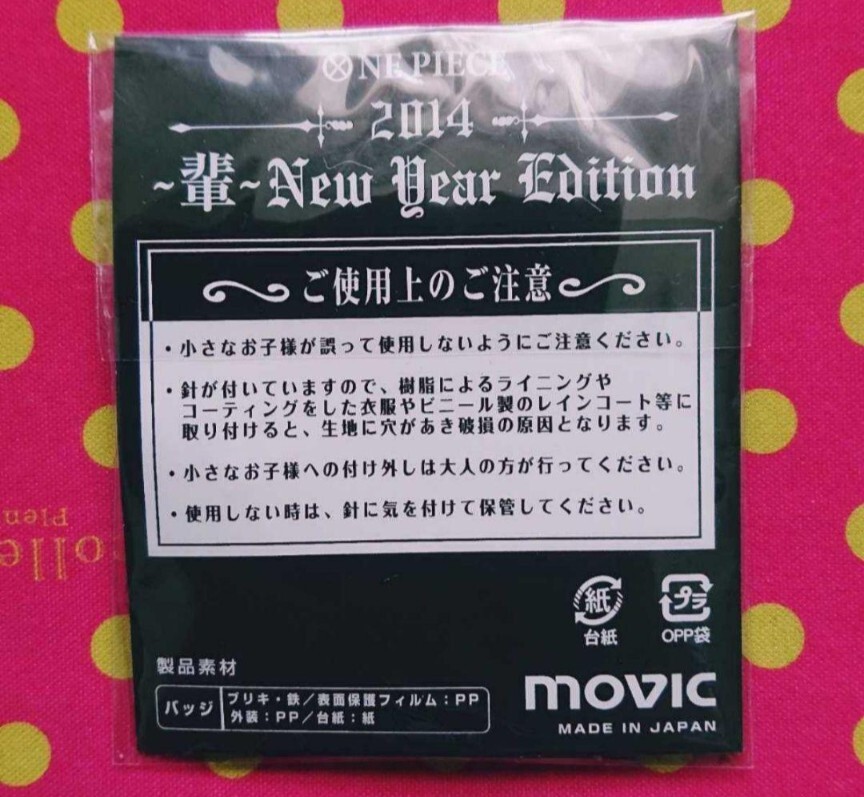 ONE PIECE
2014
~輩~New Year Edition
ご使用上のご注意
・小さなお子様が誤って使用しないようにご注意ください。
・針が付いていますので、樹脂によるライニングや
コーティングをした衣服やビニール製のレインコート等に
取り付けると、生地に穴があき破損の原因となります。
・小さなお子様への付け外しは大人の方が行ってください。
・使用しない時は、針に気を付けて保管してください。
紙
プラ
台紙
OPP袋
製品素材
バッジ
ブリキ・鉄／表面保護フィルム：PP
外装：PP／台紙：紙
movic
MADE IN JAPAN